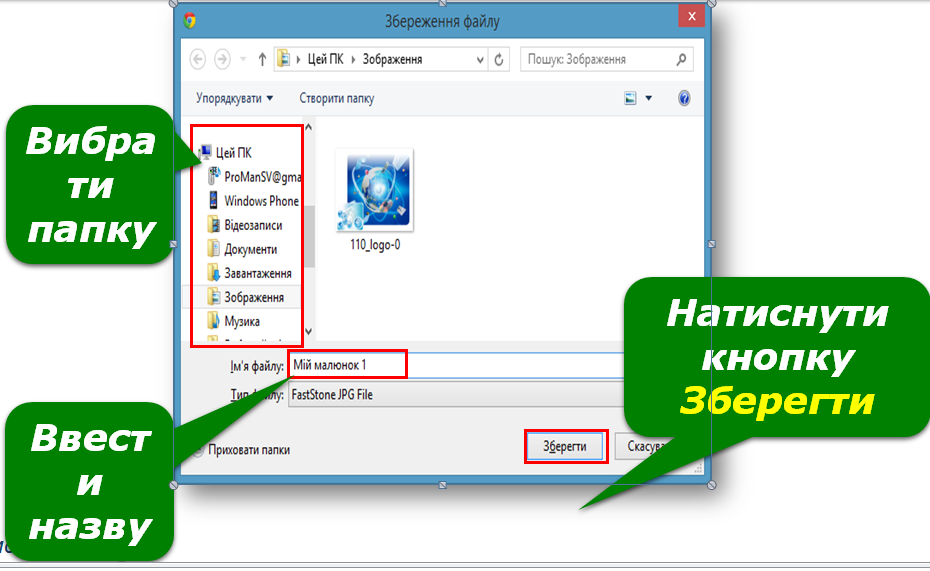 Збереження файлу
Цей ПК Зображення
Пошук: Зображення
Упорядкувати Створити папку
Вибра
ти
папку
Цей ПК
ProManSV@gma
Windows Phone
Відеозаписи
Документи
Завантаження
Зображення
Музика
110_logo-0
Ім'я файлу: Мій малюнок 1
Тип файлу: FastStone JPG File
Приховати папки
Зберегти
Скасува
Ввест
и
назву
Натиснути
кнопку
Зберегти